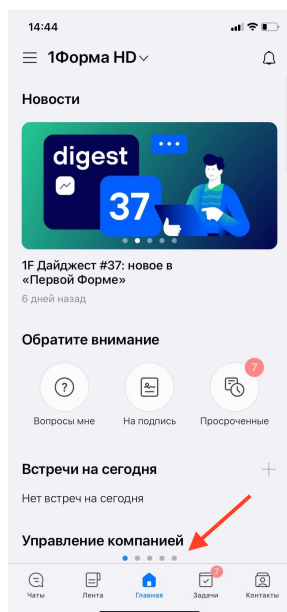 14:44
1Форма HD
Новости
digest
37
1F Дайджест #37: новое в
«Первой Форме»
6 дней назад
Обратите внимание
7
Вопросы мне
На подпись
Просроченные
Встречи на сегодня
Нет встреч на сегодня
Управление компанией
7
Чаты
Лента
Главная
Задачи
Контакты